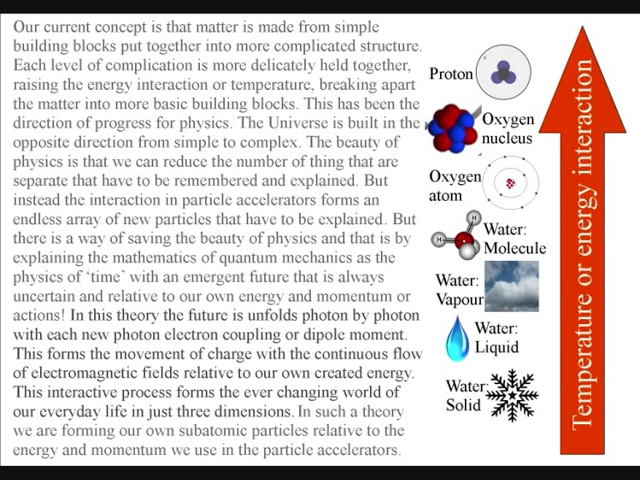 Our current concept is that matter is made from simple
building blocks put together into more complicated structure.
Each level of complication is more delicately held together,
raising the energy interaction or temperature, breaking apart
the matter into more basic building blocks. This has been the
direction of progress for physics. The Universe is built in the
opposite direction from simple to complex. The beauty of
physics is that we can reduce the number of thing that are
separate that have to be remembered and explained. But
instead the interaction in particle accelerators forms an
endless array of new particles that have to be explained. But
there is a way of saving the beauty of physics and that is by
explaining the mathematics of quantum mechanics as the
physics of ‘time’ with an emergent future that is always
uncertain and relative to our own energy and momentum or
actions! In this theory the future is unfolds photon by photon
with each new photon electron coupling or dipole moment.
This forms the movement of charge with the continuous flow
of electromagnetic fields relative to our own created energy.
This interactive process forms the ever changing world of
our everyday life in just three dimensions. In such a theory
we are forming our own subatomic particles relative to the
energy and momentum we use in the particle accelerators.
Proton
Oxygen
nucleus
Oxygen
atom
H
H
Water:
Molecule
Water:
Vapour
Water:
Liquid
Water:
Solid
Temperature or energy interaction